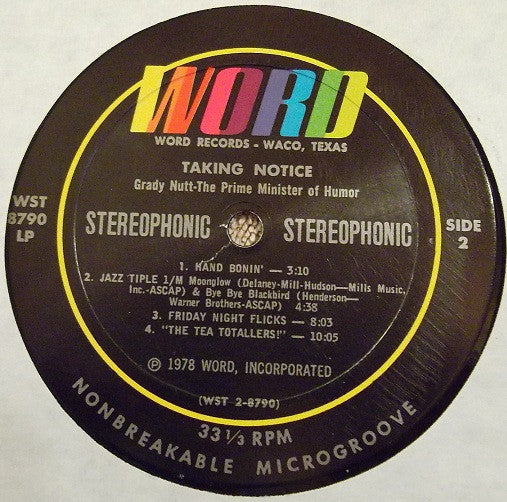 WORD
WORD RECORDS - WACO, TEXAS
TAKING NOTICE
Grady Nutt-The Prime Minister of Humor
WST
8790
LP
STEREOPHONIC
STEREOPHONIC
SIDE
2
1. HAND BONIN' — 3:10
2. JAZZ TIPLE 1/M Moonglow (Delaney-Mill-Hudson—Mills Music,
Inc.-ASCAP) & Bye Bye Blackbird (Henderson—
Warner Brothers-ASCAP) 4:38
3. FRIDAY NIGHT FLICKS — 8:03
4. "THE TEA TOTALLERS!" — 10:05
Ⓟ 1978 WORD, INCORPORATED
(WST 2-8790)
33 1/3 RPM
NONBREAKABLE MICROGROOVE